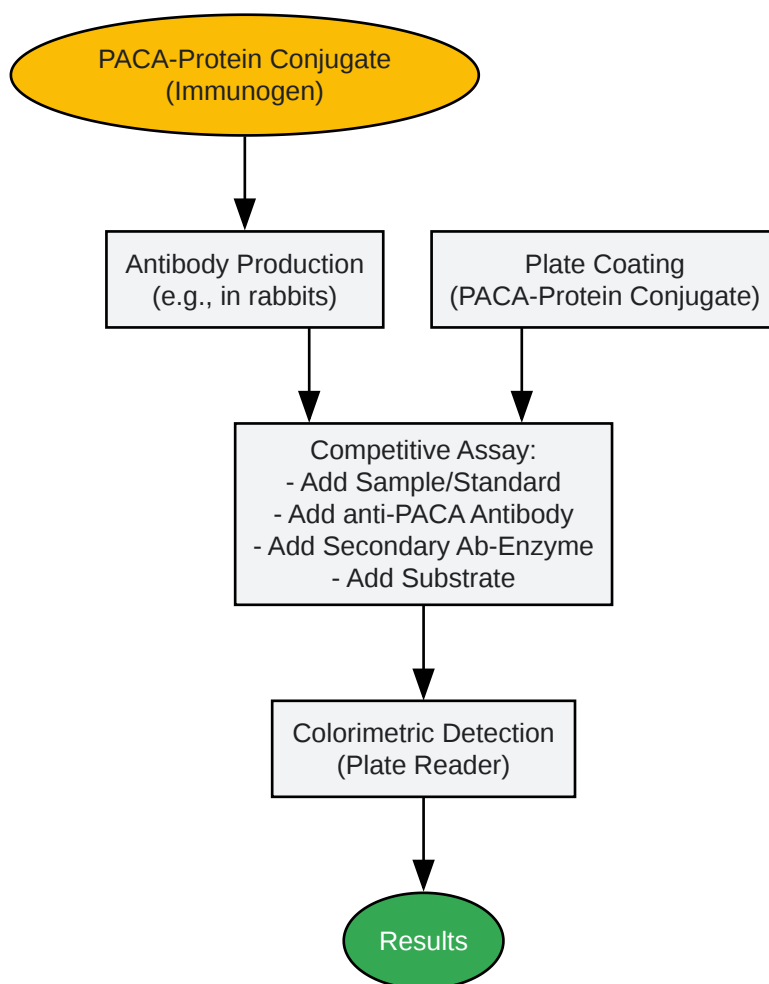 PACA-Protein Conjugate
(Immunogen)
Antibody Production
(e.g., in rabbits)
Plate Coating
(PACA-Protein Conjugate)
Competitive Assay:
- Add Sample/Standard
- Add anti-PACA Antibody
- Add Secondary Ab-Enzyme
- Add Substrate
Colorimetric Detection
(Plate Reader)
Results